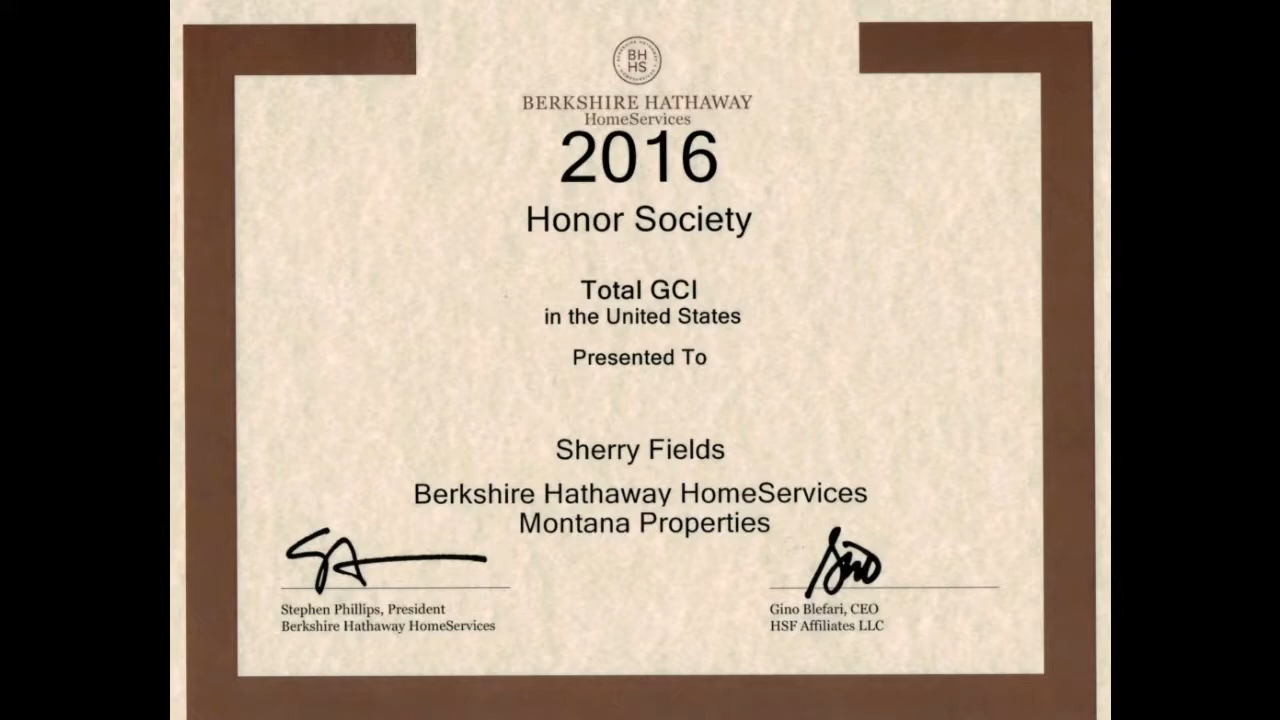 BH
HS
BERKSHIRE HATHAWAY
HomeServices
2016
Honor Society
Total GCI
in the United States
Presented To
Sherry Fields
Berkshire Hathaway HomeServices
Montana Properties
Stephen Phillips, President
Berkshire Hathaway HomeServices
Gino Blefari, CEO
HSF Affiliates LLC